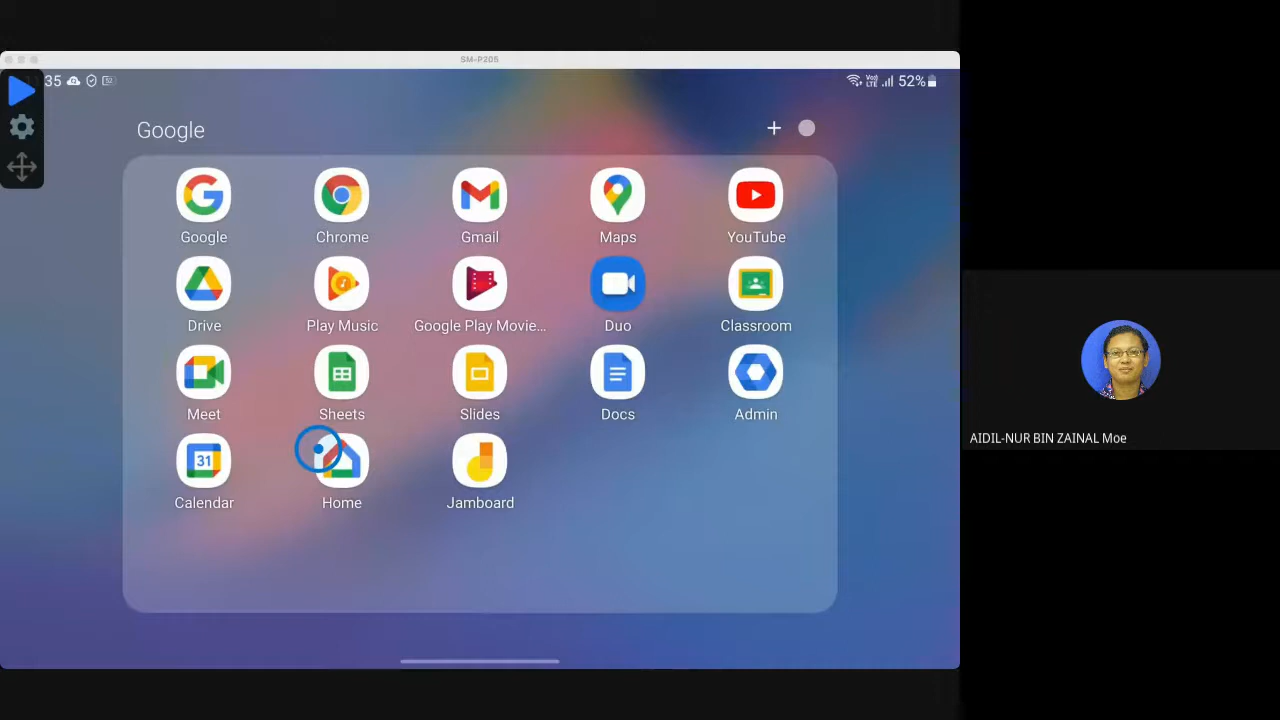 SM-P205
35
52%
Google
Google Chrome Gmail Maps YouTube
Drive Play Music Google Play Movie... Duo Classroom
Meet Sheets Slides Docs Admin
31
Calendar Home Jamboard
AIDIL-NUR BIN ZAINAL Moe